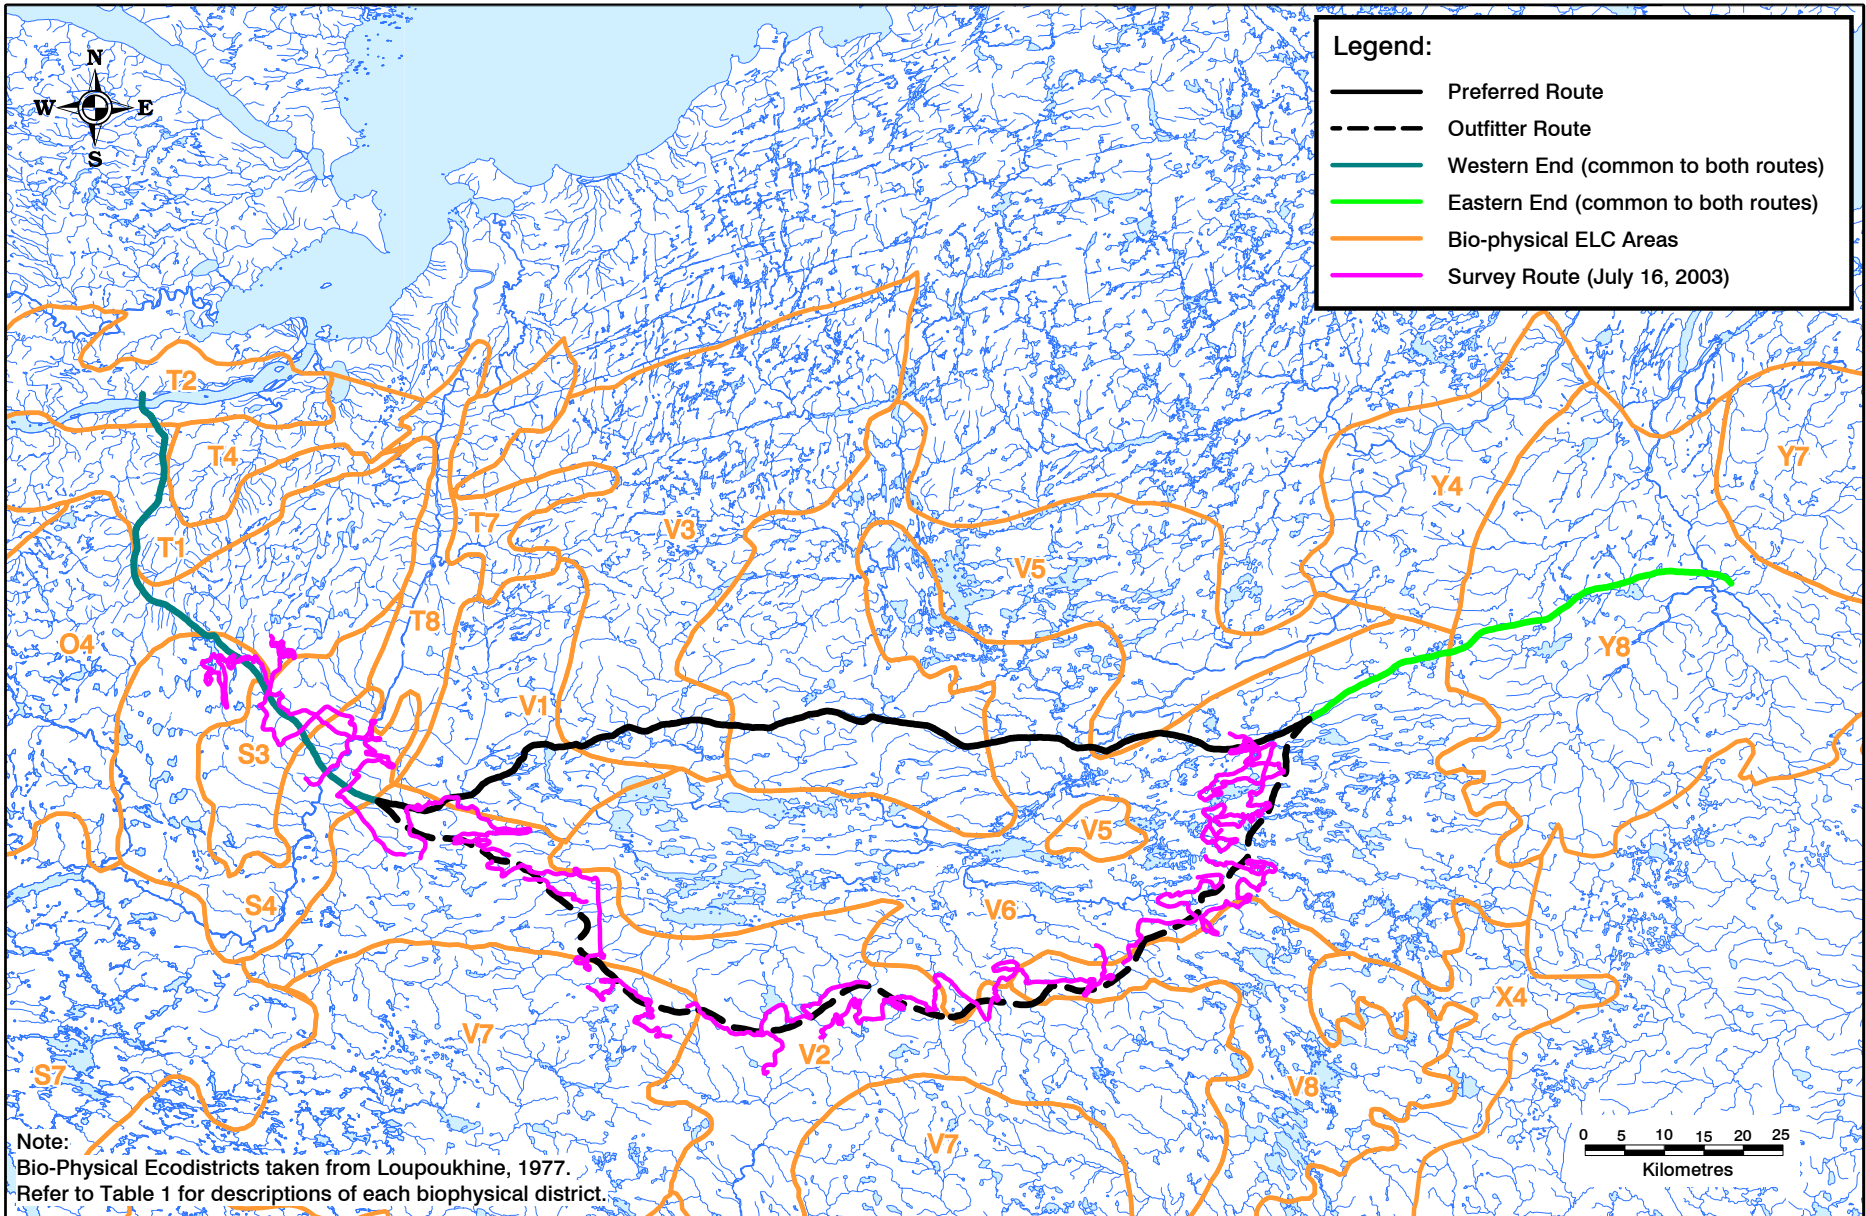 N
W E
S
Legend:
Preferred Route
Outfitter Route
Western End (common to both routes)
Eastern End (common to both routes)
Bio-physical ELC Areas
Survey Route (July 16, 2003)
T2
T4
Y7
Y4
T7
V3
T1
V5
T8
O4
Y8
V1
S3
V5
S4
V6
X4
V7
V2
S7
V8
V7
0 5 10 15 20 25
Kilometres
Note:
Bio-Physical Ecodistricts taken from Loupoukhine, 1977.
Refer to Table 1 for descriptions of each biophysical district.